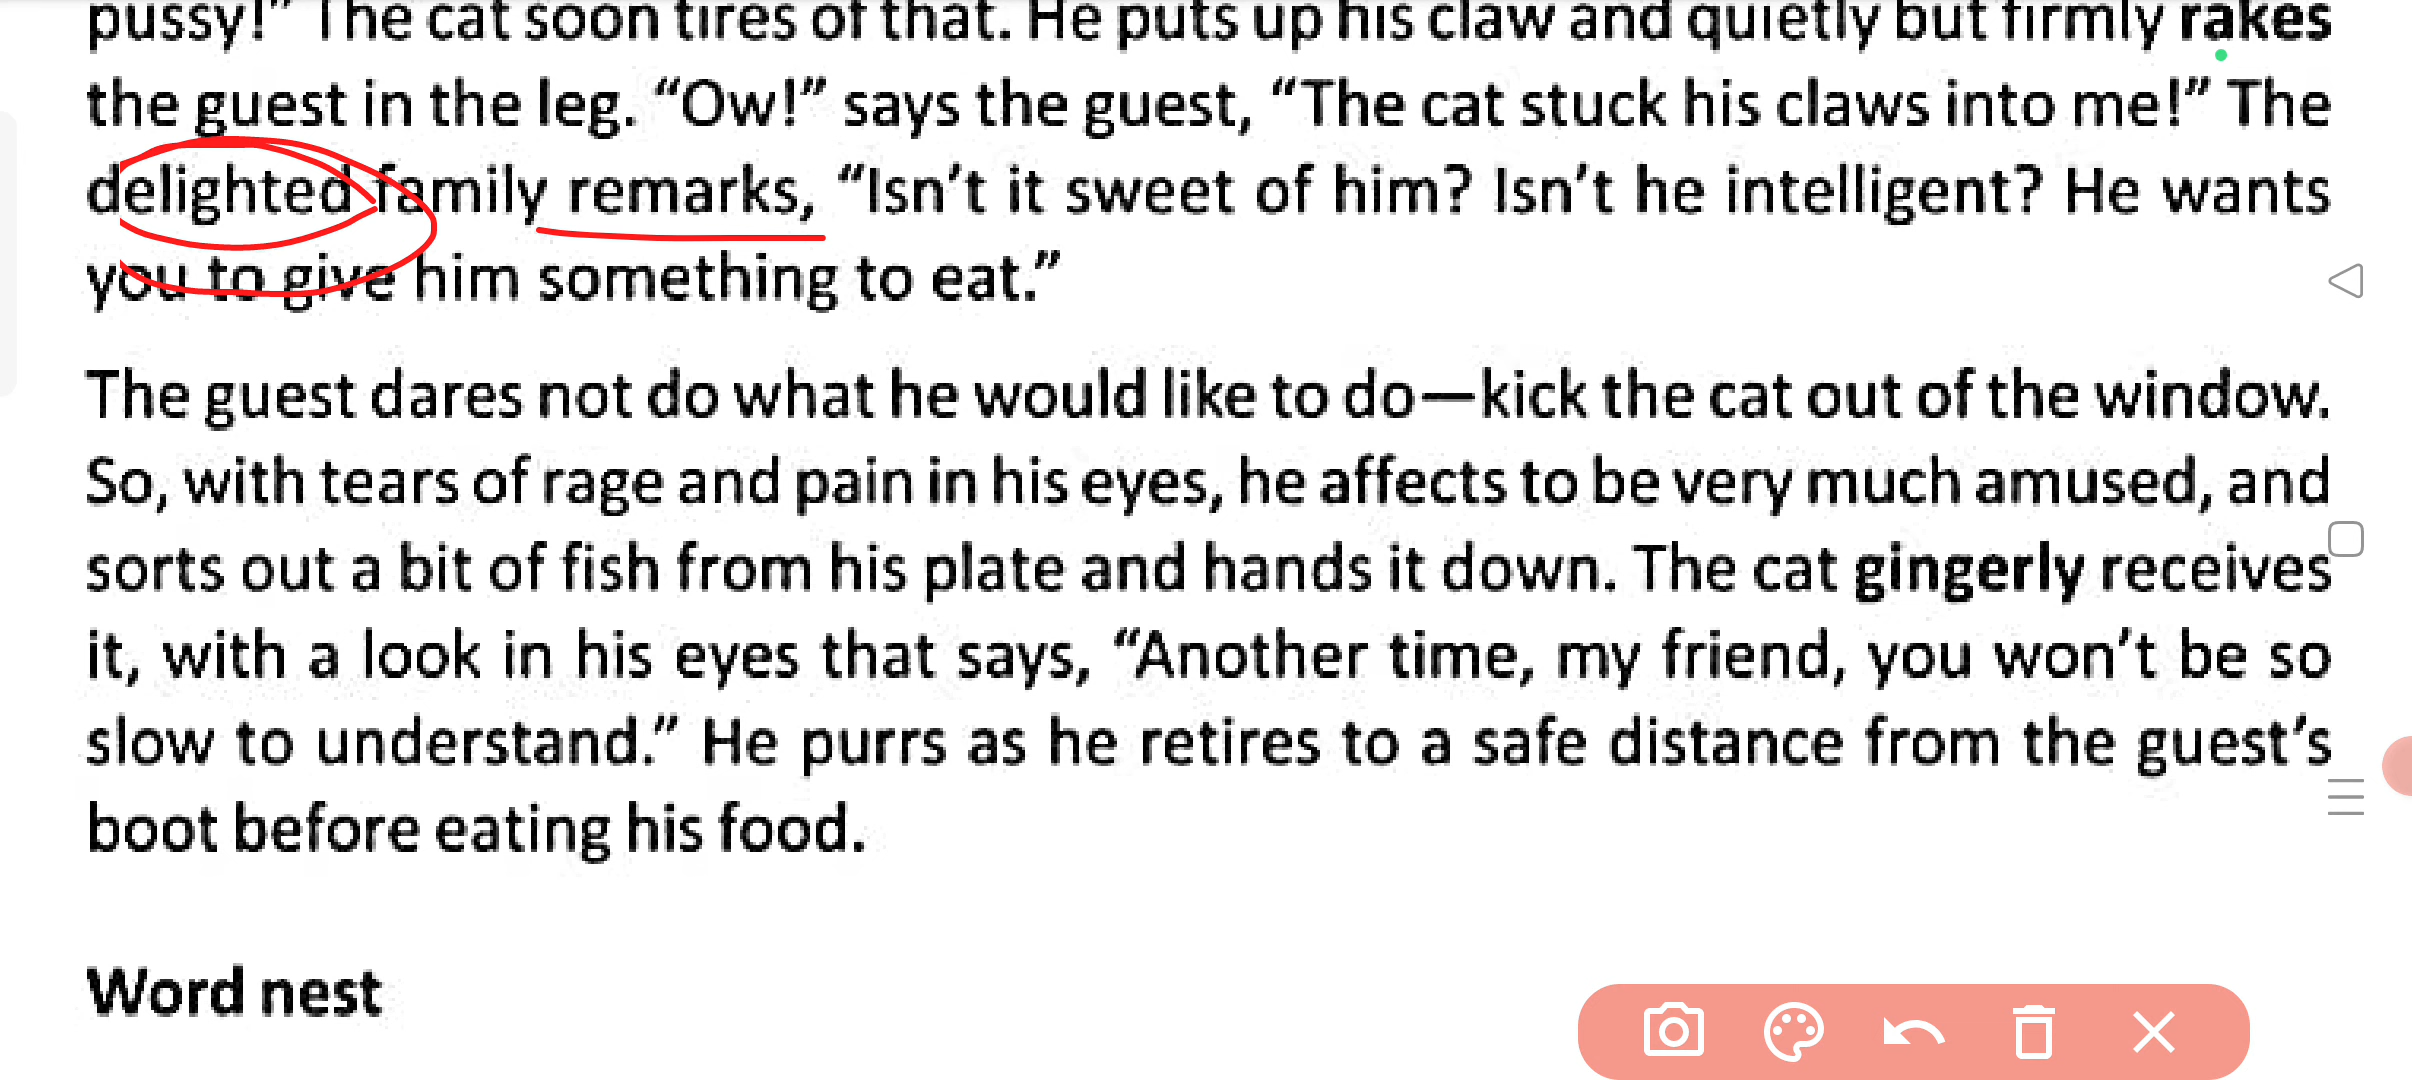 pussy!” The cat soon tires of that. He puts up his claw and quietly but firmly rakes
the guest in the leg. “Ow!” says the guest, “The cat stuck his claws into me!” The
delighted family remarks, “Isn’t it sweet of him? Isn’t he intelligent? He wants
you to give him something to eat.”
The guest dares not do what he would like to do—kick the cat out of the window.
So, with tears of rage and pain in his eyes, he affects to be very much amused, and
sorts out a bit of fish from his plate and hands it down. The cat gingerly receives
it, with a look in his eyes that says, “Another time, my friend, you won’t be so
slow to understand.” He purrs as he retires to a safe distance from the guest’s
boot before eating his food.
Word nest